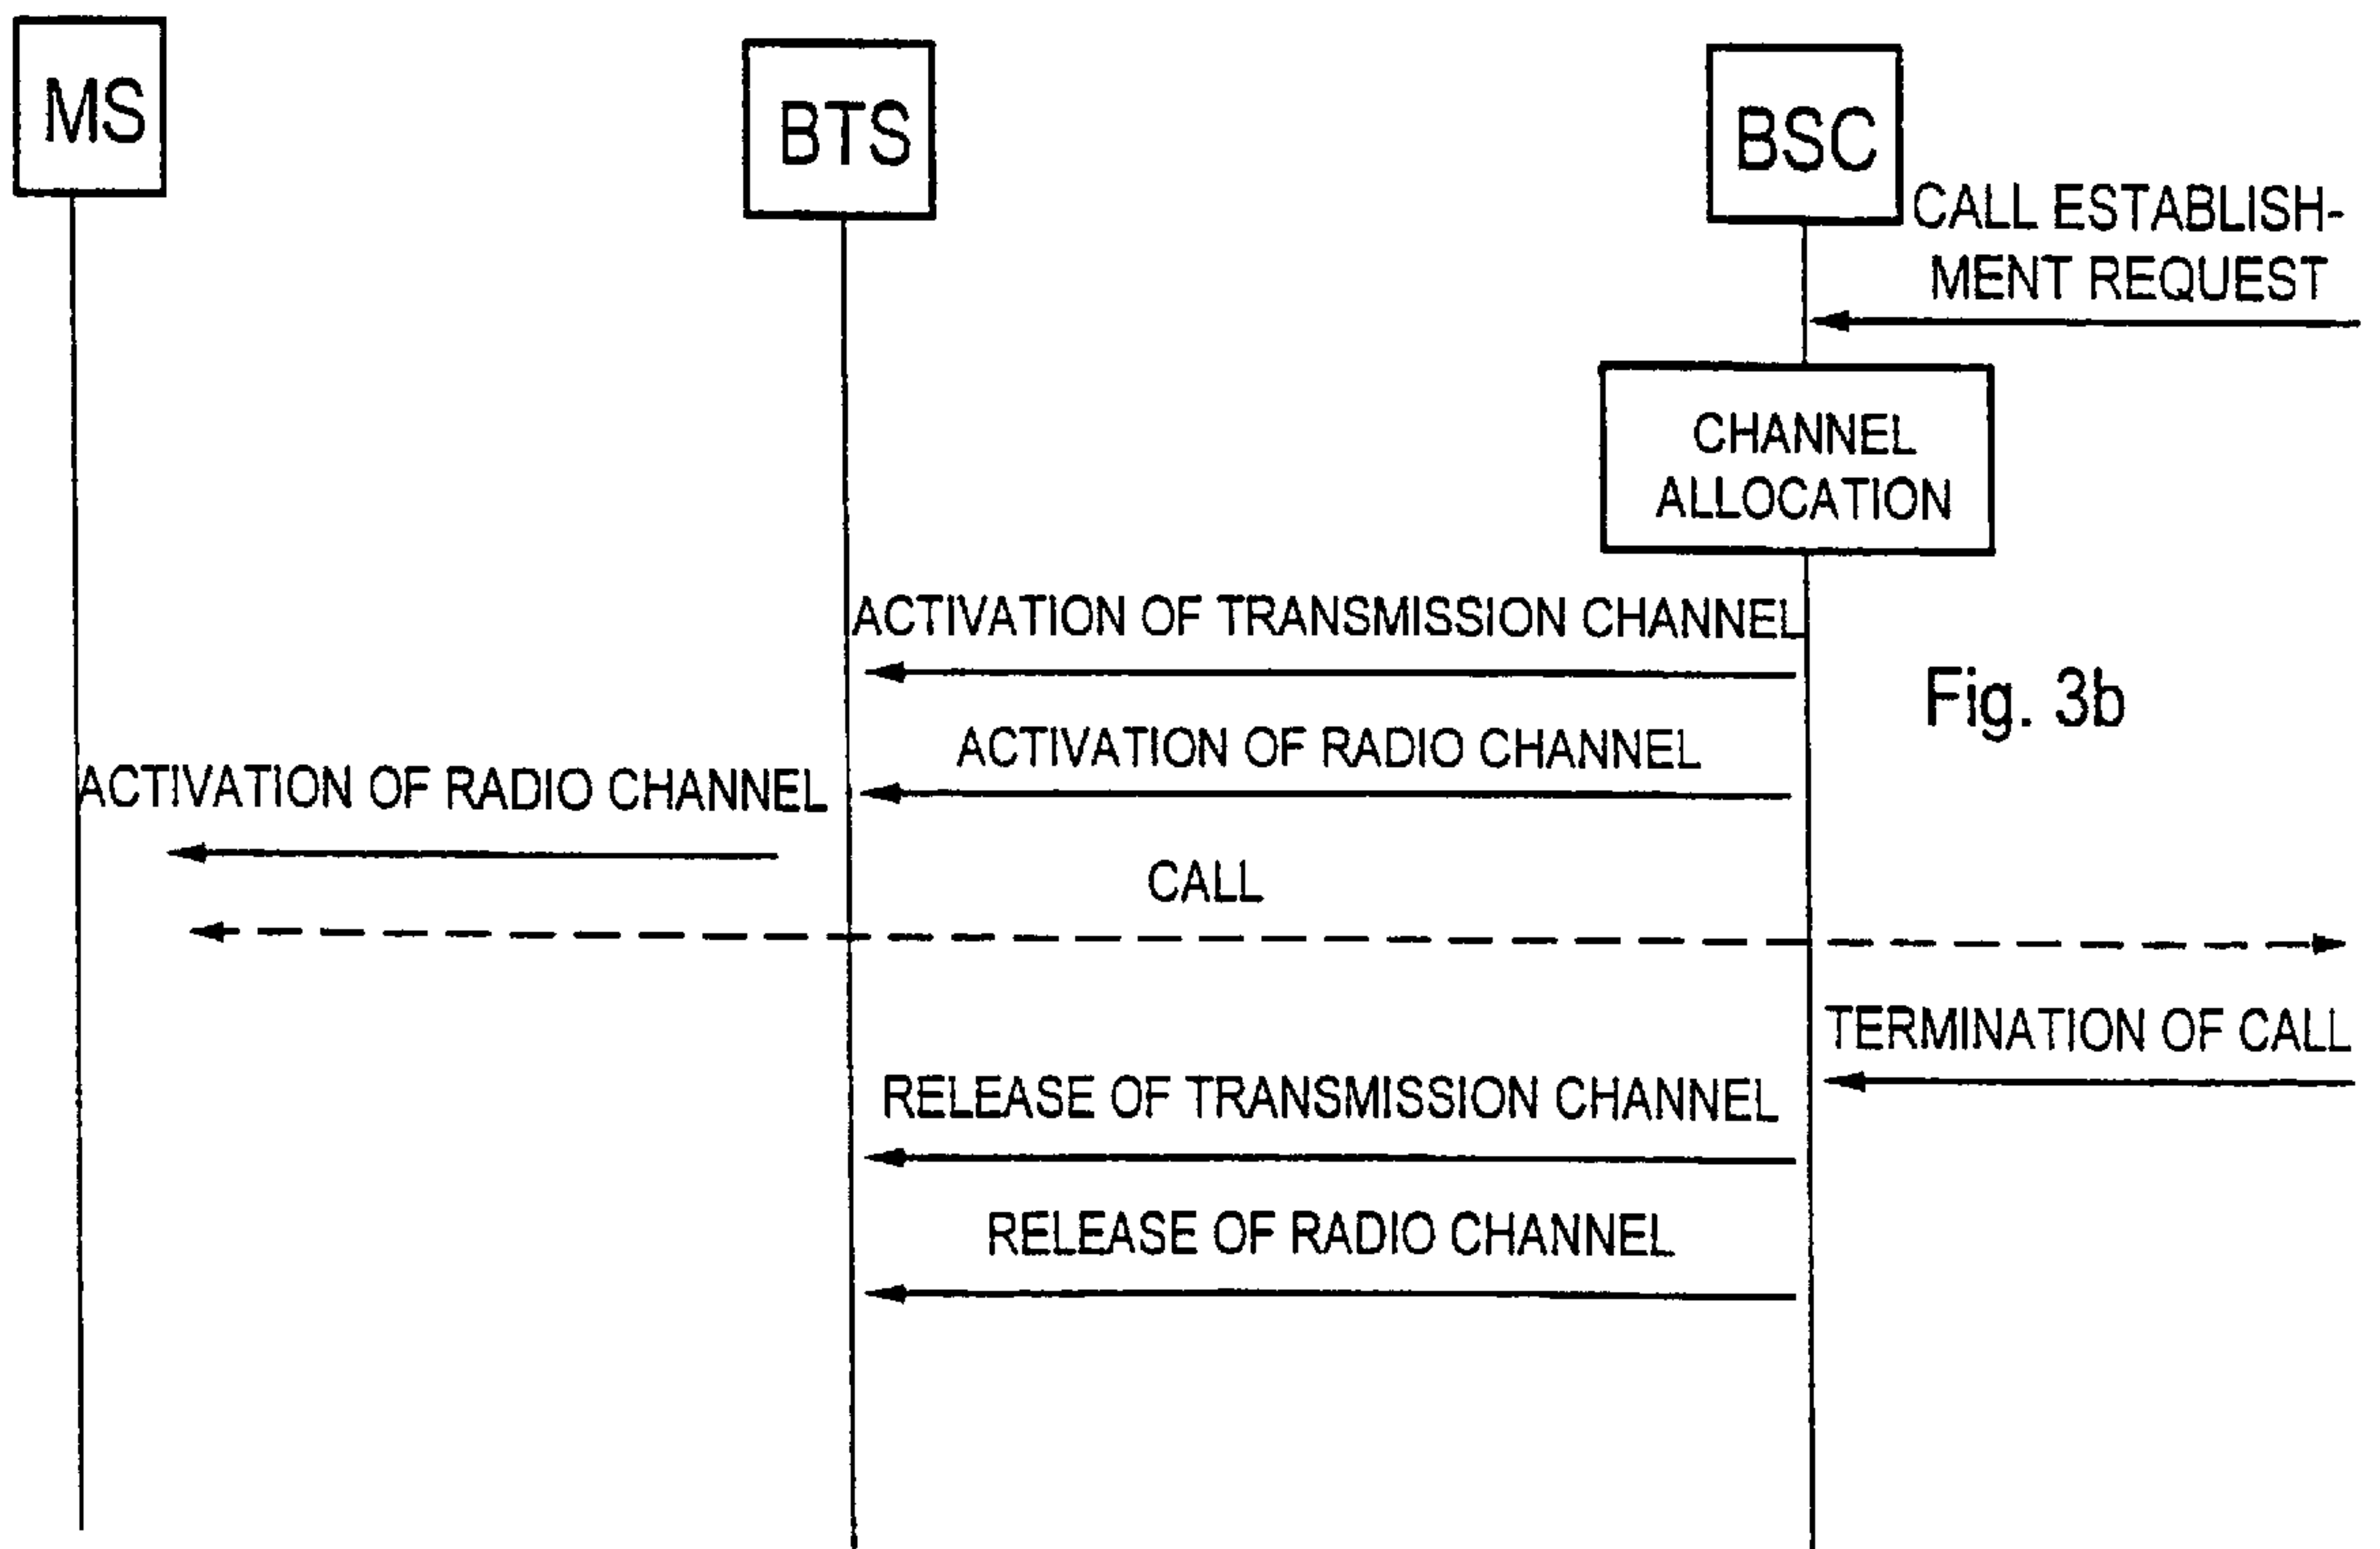 MS
BTS
BSC
CALL ESTABLISH-
MENT REQUEST
CHANNEL
ALLOCATION
ACTIVATION OF TRANSMISSION CHANNEL
Fig. 3b
ACTIVATION OF RADIO CHANNEL
ACTIVATION OF RADIO CHANNEL
CALL
TERMINATION OF CALL
RELEASE OF TRANSMISSION CHANNEL
RELEASE OF RADIO CHANNEL